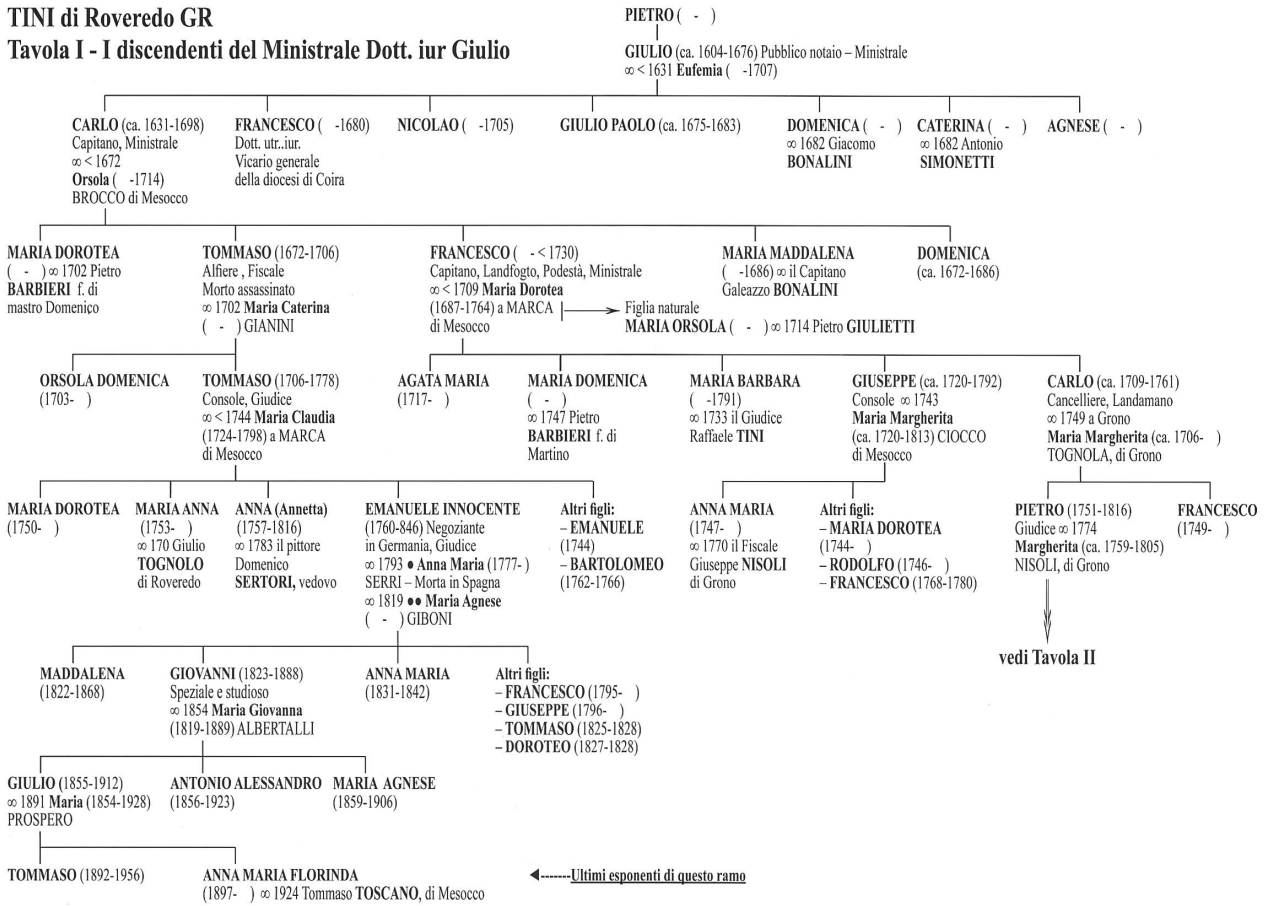 TINI di Roveredo GR
Tavola I - I discendenti del Ministrale Dott. iur Giulio
PIETRO ( - )
GIULIO (ca. 1604-1676) Pubblico notaio – Ministrale
∞ < 1631 Eufemia ( -1707)
CARLO (ca. 1631-1698)
Capitano, Ministrale
∞ < 1672
Orsola ( -1714)
BROCCO di Mesocco
FRANCESCO ( -1680)
Dott. utr..iur.
Vicario generale
della diocesi di Coira
NICOLAO ( -1705)
GIULIO PAOLO (ca. 1675-1683)
DOMENICA ( - )
∞ 1682 Giacomo
BONALINI
CATERINA ( - )
∞ 1682 Antonio
SIMONETTI
AGNESE ( - )
MARIA DOROTEA
( - ) ∞ 1702 Pietro
BARBIERI f. di
mastro Domenico
TOMMASO (1672-1706)
Alfiere , Fiscale
Morto assassinato
∞ 1702 Maria Caterina
( - ) GIANINI
FRANCESCO ( - < 1730)
Capitano, Landfogto, Podestà, Ministrale
∞ < 1709 Maria Dorotea
(1687-1764) a MARCA
di Mesocco
Figlia naturale
MARIA ORSOLA ( - ) ∞ 1714 Pietro GIULIETTI
MARIA MADDALENA
( -1686) ∞ il Capitano
Galeazzo BONALINI
DOMENICA
(ca. 1672-1686)
ORSOLA DOMENICA
(1703- )
TOMMASO (1706-1778)
Console, Giudice
∞ < 1744 Maria Claudia
(1724-1798) a MARCA
di Mesocco
AGATA MARIA
(1717- )
MARIA DOMENICA
( - )
∞ 1747 Pietro
BARBIERI f. di
Martino
MARIA BARBARA
( -1791)
∞ 1733 il Giudice
Raffaele TINI
GIUSEPPE (ca. 1720-1792)
Console ∞ 1743
Maria Margherita
(ca. 1720-1813) CIOCCO
di Mesocco
CARLO (ca. 1709-1761)
Cancelliere, Landamano
∞ 1749 a Grono
Maria Margherita (ca. 1706- )
TOGNOLA, di Grono
MARIA DOROTEA
(1750- )
MARIA ANNA
(1753- )
∞ 170 Giulio
TOGNOLO
di Roveredo
ANNA (Annetta)
(1757-1816)
∞ 1783 il pittore
Domenico
SERTORI, vedovo
EMANUELE INNOCENTE
(1760-846) Negoziante
in Germania, Giudice
∞ 1793 ● Anna Maria (1777- )
SERRI – Morta in Spagna
∞ 1819 ●● Maria Agnese
( - ) GIBONI
Altri figli:
– EMANUELE
(1744)
– BARTOLOMEO
(1762-1766)
ANNA MARIA
(1747- )
∞ 1770 il Fiscale
Giuseppe NISOLI
di Grono
Altri figli:
– MARIA DOROTEA
(1744- )
– RODOLFO (1746- )
– FRANCESCO (1768-1780)
PIETRO (1751-1816)
Giudice ∞ 1774
Margherita (ca. 1759-1805)
NISOLI, di Grono
FRANCESCO
(1749- )
vedi Tavola II
MADDALENA
(1822-1868)
GIOVANNI (1823-1888)
Speziale e studioso
∞ 1854 Maria Giovanna
(1819-1889) ALBERTALLI
ANNA MARIA
(1831-1842)
Altri figli:
– FRANCESCO (1795- )
– GIUSEPPE (1796- )
– TOMMASO (1825-1828)
– DOROTEO (1827-1828)
GIULIO (1855-1912)
∞ 1891 Maria (1854-1928)
PROSPERO
ANTONIO ALESSANDRO
(1856-1923)
MARIA AGNESE
(1859-1906)
TOMMASO (1892-1956)
ANNA MARIA FLORINDA
(1897- ) ∞ 1924 Tommaso TOSCANO, di Mesocco
Ultimi esponenti di questo ramo